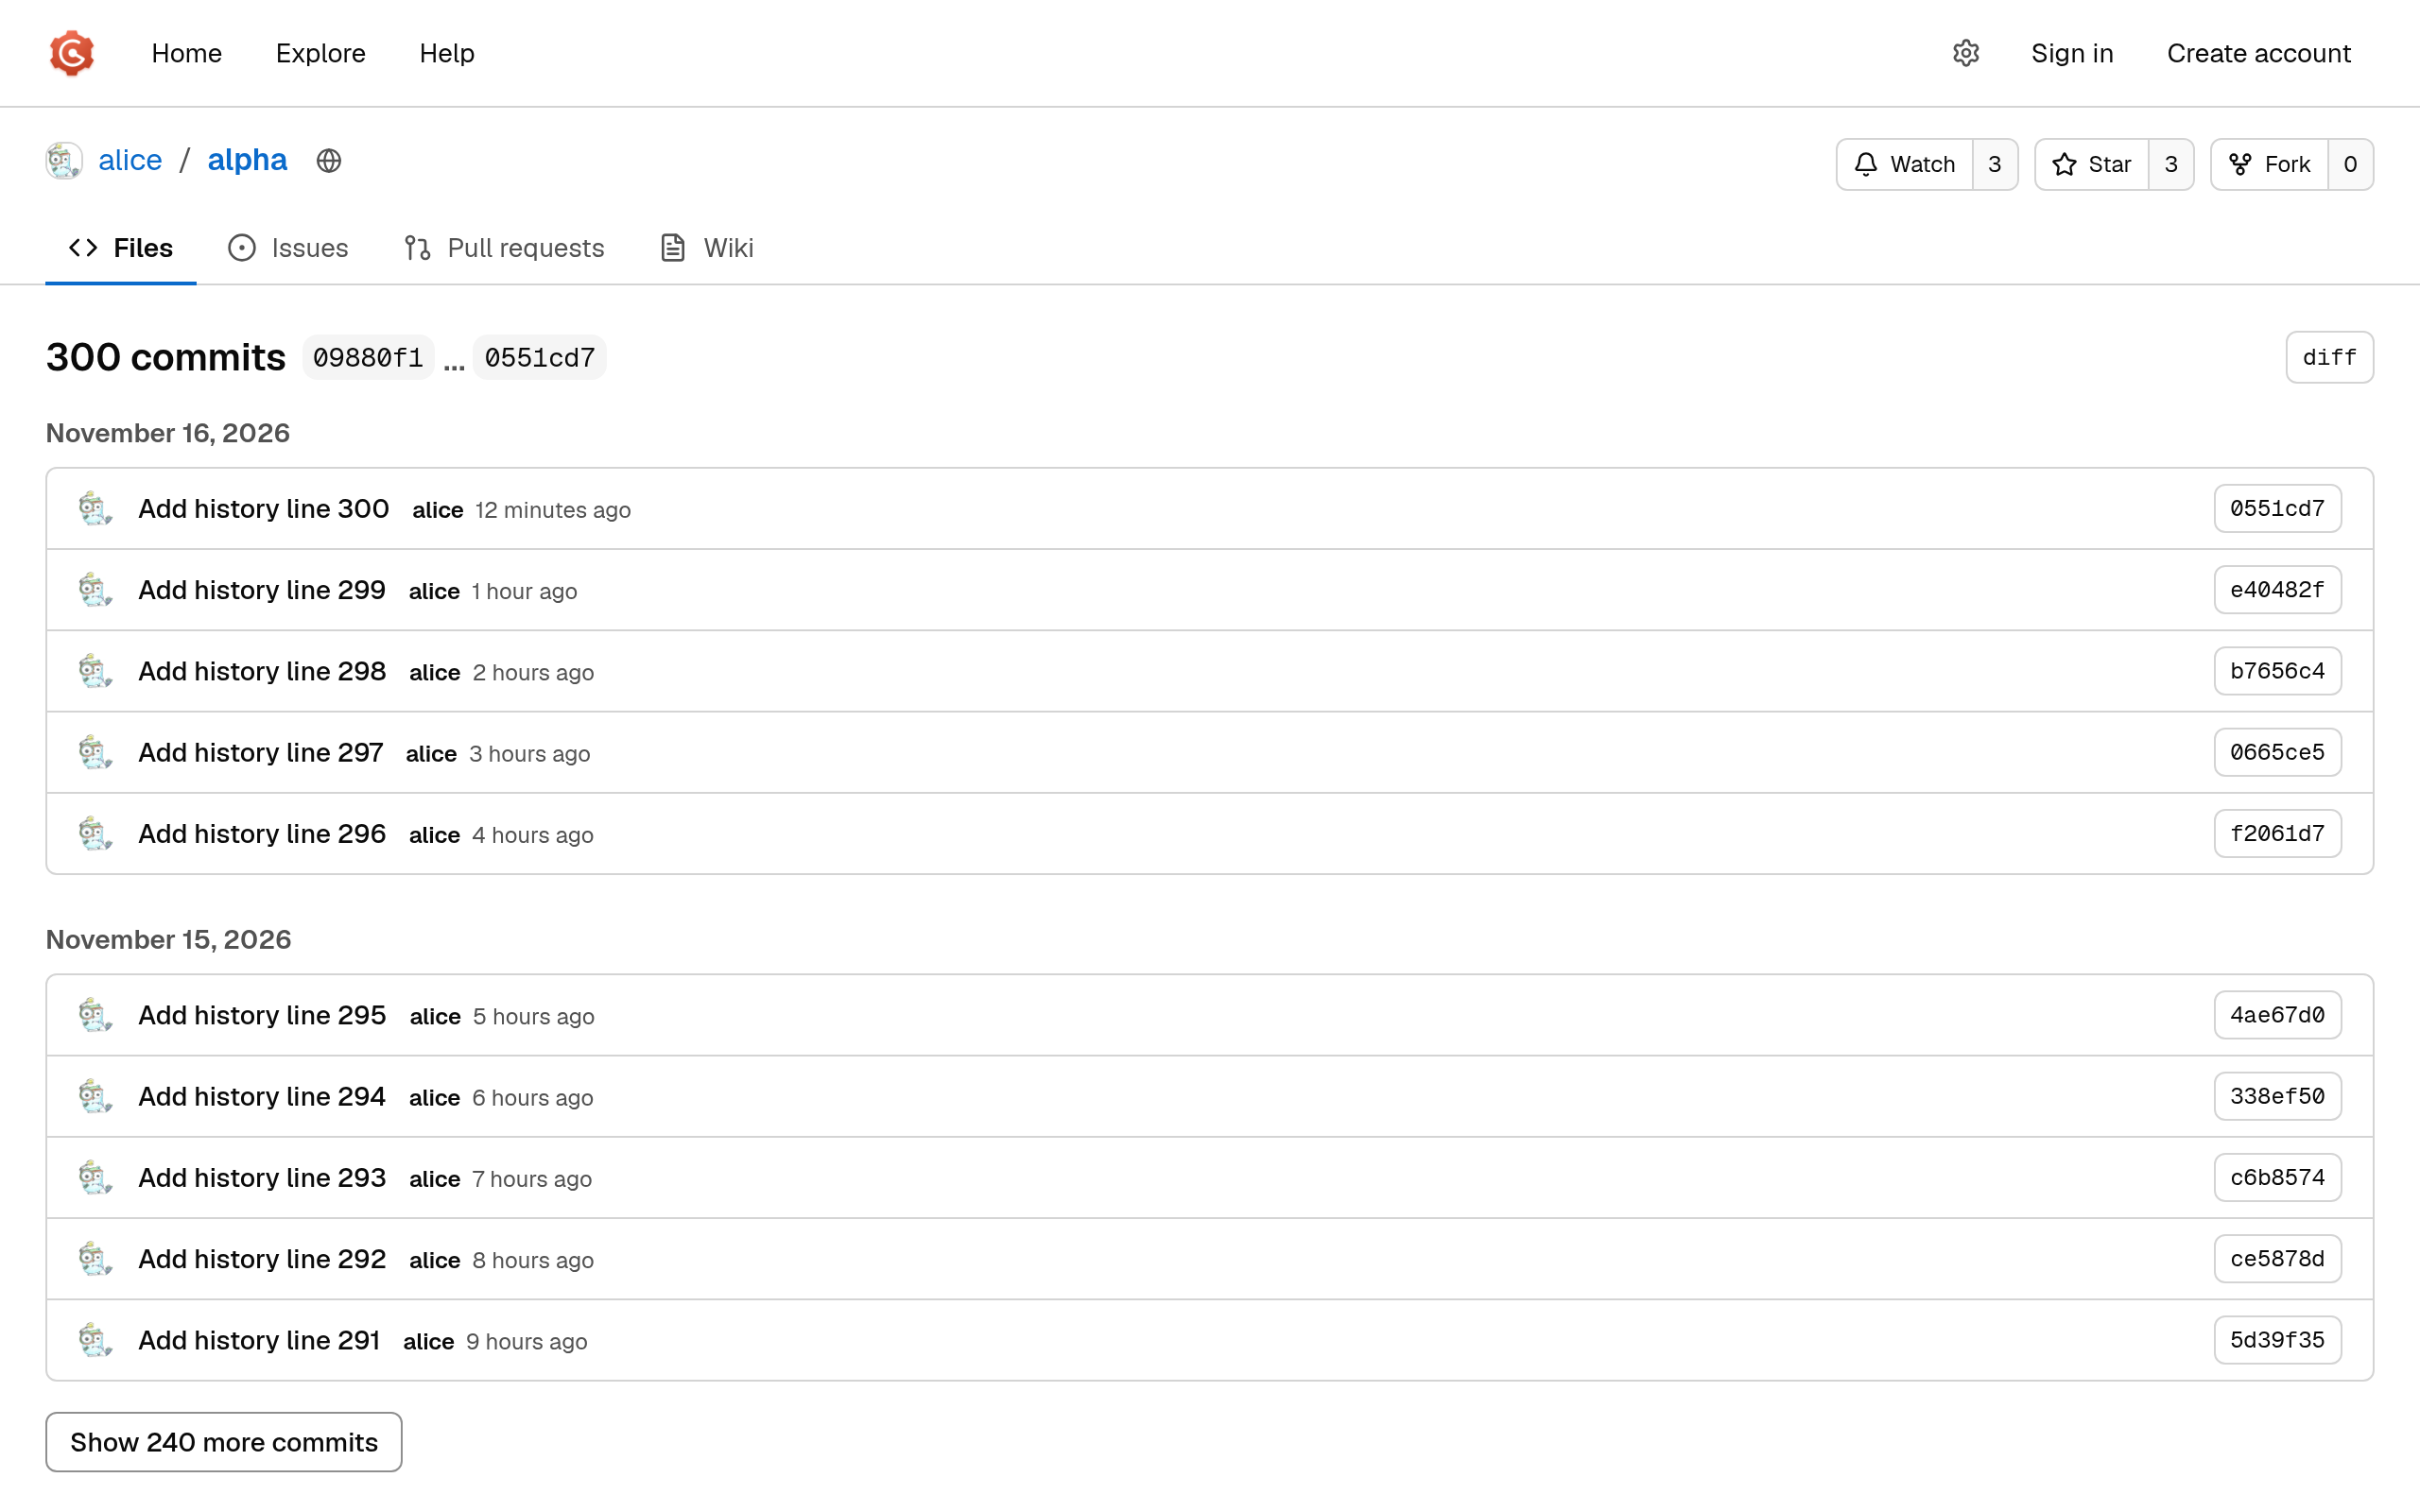 Home Explore Help Sign in Create account
alice / alpha Watch 3 Star 3 Fork 0
Files Issues Pull requests Wiki
300 commits 09880f1 ... 0551cd7 diff
November 16, 2026
Add history line 300 alice 12 minutes ago 0551cd7
Add history line 299 alice 1 hour ago e40482f
Add history line 298 alice 2 hours ago b7656c4
Add history line 297 alice 3 hours ago 0665ce5
Add history line 296 alice 4 hours ago f2061d7
November 15, 2026
Add history line 295 alice 5 hours ago 4ae67d0
Add history line 294 alice 6 hours ago 338ef50
Add history line 293 alice 7 hours ago c6b8574
Add history line 292 alice 8 hours ago ce5878d
Add history line 291 alice 9 hours ago 5d39f35
Show 240 more commits